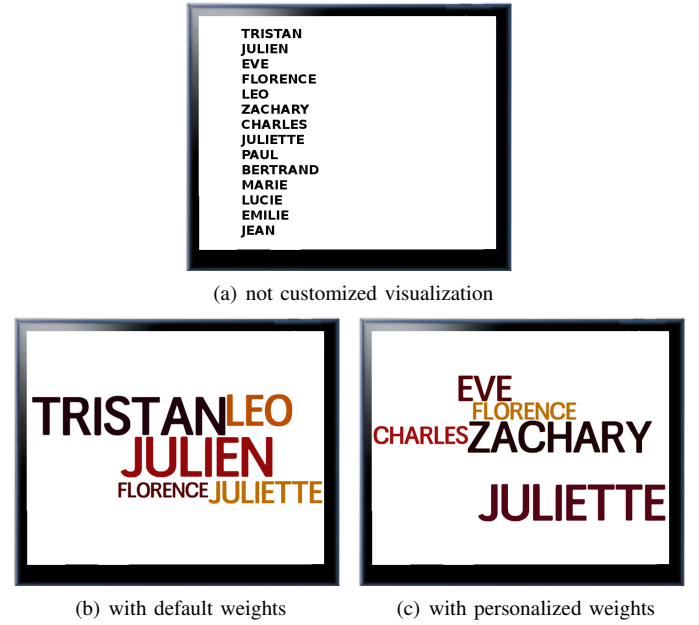 TRISTAN
JULIEN
EVE
FLORENCE
LEO
ZACHARY
CHARLES
JULIETTE
PAUL
BERTRAND
MARIE
LUCIE
EMILIE
JEAN
(a) not customized visualization
TRISTAN LEO
JULIEN
FLORENCE JULIETTE
(b) with default weights
EVE
FLORENCE
CHARLES ZACHARY
JULIETTE
(c) with personalized weights